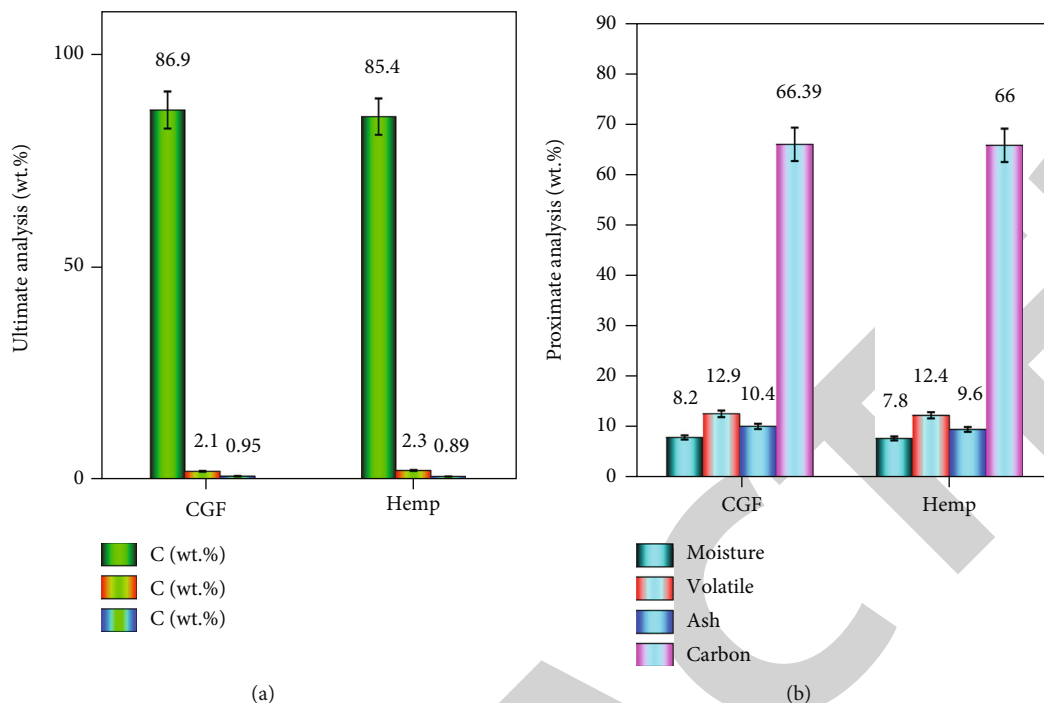 Ultimate analysis (wt.%)
100
50
0
86.9
2.1
0.95
85.4
2.3
0.89
CGF
Hemp
C (wt.%)
C (wt.%)
C (wt.%)
(a)
Proximate analysis (wt.%)
90
80
70
60
50
40
30
20
10
0
8.2
12.9
10.4
66.39
7.8
12.4
9.6
66
CGF
Hemp
Moisture
Volatile
Ash
Carbon
(b)